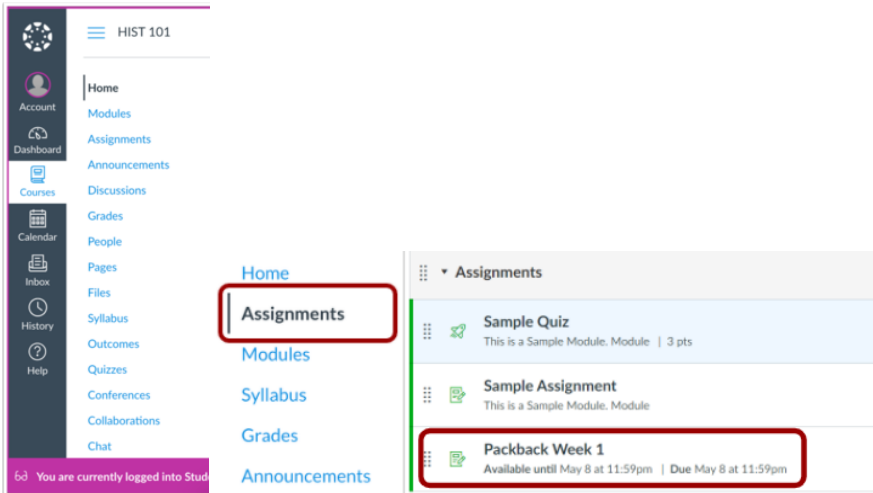 HIST 101
Account
Dashboard
Courses
Calendar
Inbox
History
Help
Home
Modules
Assignments
Announcements
Discussions
Grades
People
Pages
Files
Syllabus
Outcomes
Quizzes
Conferences
Collaborations
Chat
You are currently logged into Stud
Home
Assignments
Modules
Syllabus
Grades
Announcements
Assignments
Sample Quiz
This is a Sample Module. Module | 3 pts
Sample Assignment
This is a Sample Module. Module
Packback Week 1
Available until May 8 at 11:59pm | Due May 8 at 11:59pm